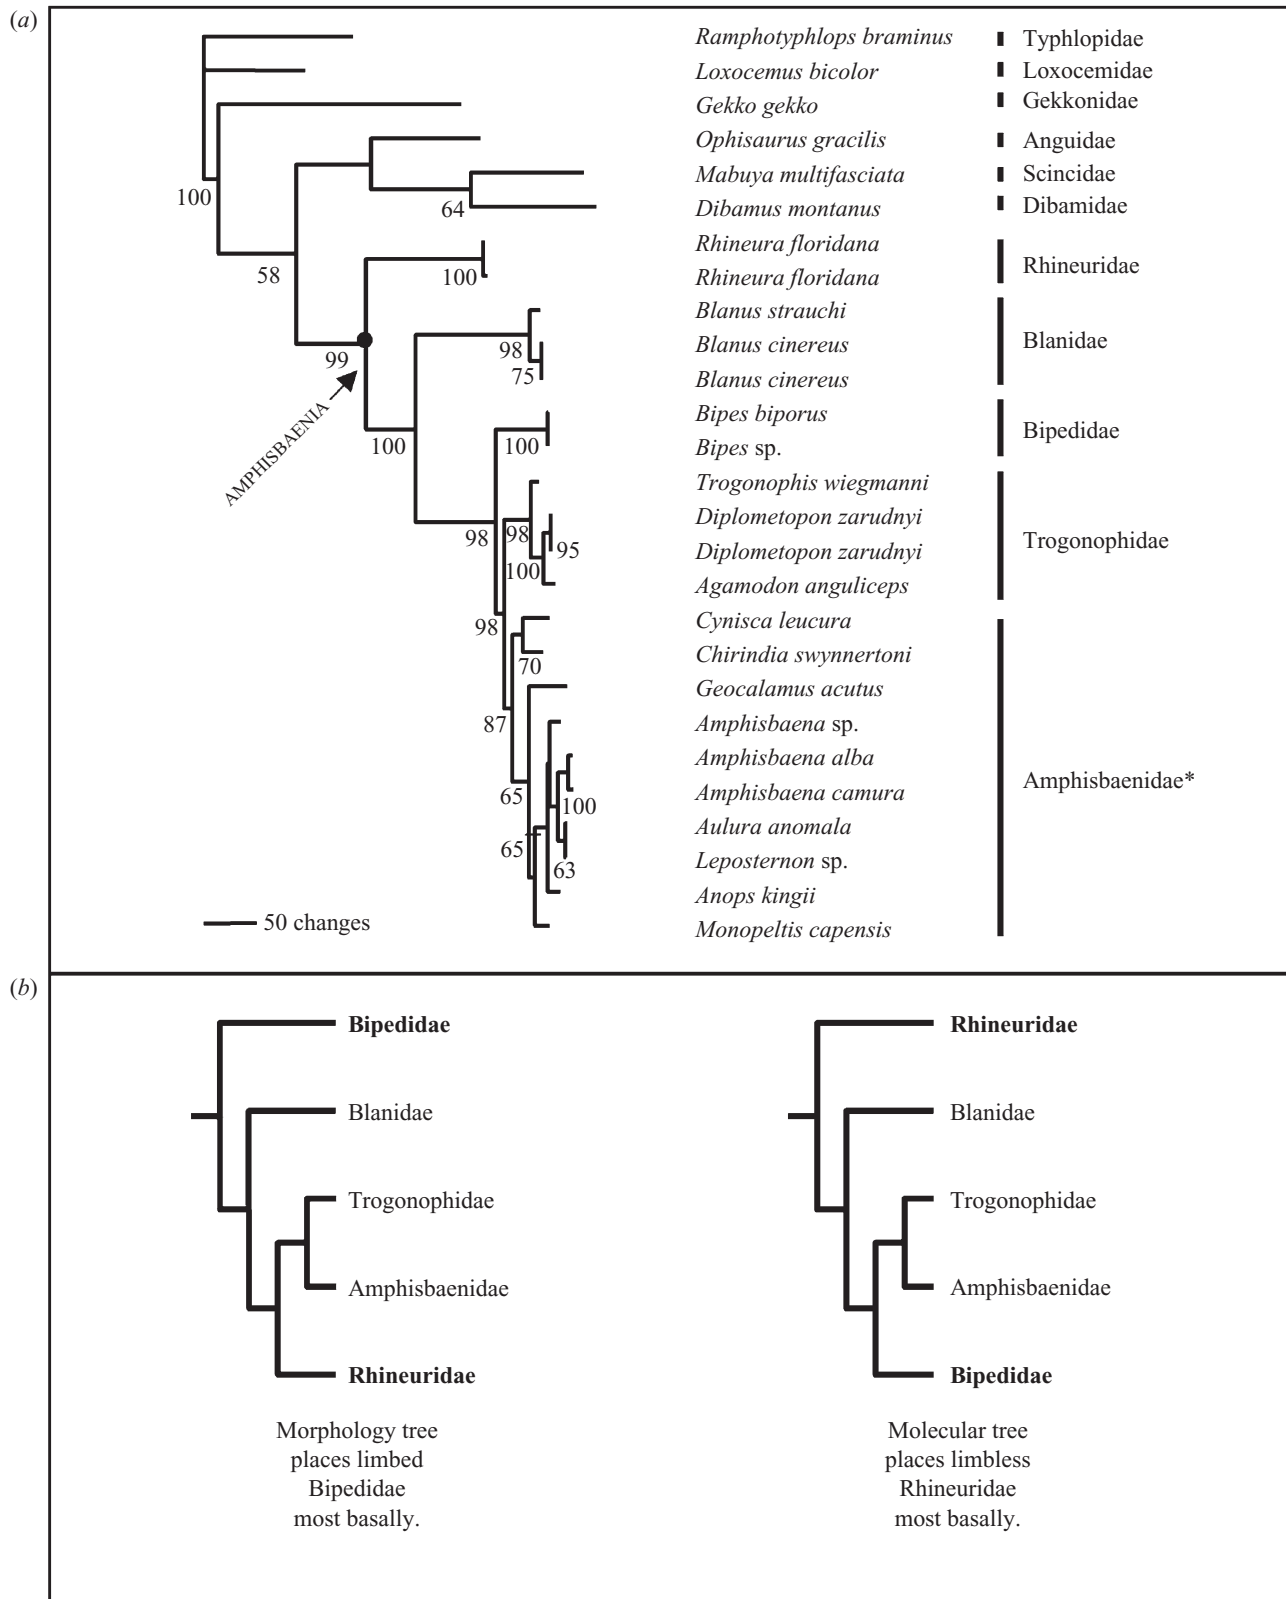 (a)
Ramphotyphlops braminus Typhlopidae
Loxocemus bicolor Loxocemidae
Gekko gekko Gekkonidae
Ophisaurus gracilis Anguidae
Mabuya multifasciata Scincidae
100
64
Dibamus montanus Dibamidae
Rhineura floridana
58
100
Rhineura floridana
Rhineuridae
Blanus strauchi
99
98
Blanus cinereus
Blanidae
75
Blanus cinereus
AMPHISBAENIA
Bipes biporus
100
100
Bipes sp.
Bipedidae
Trogonophis wiegmanni
98
98
Diplometopon zarudnyi
Trogonophidae
95
Diplometopon zarudnyi
100
Agamodon anguliceps
98
Cynisca leucura
70
Chirindia swynnertoni
Geocalamus acutus
87
Amphisbaena sp.
Amphisbaena alba
Amphisbaenidae*
65
100
Amphisbaena camura
Aulura anomala
65
63
Leposternon sp.
Anops kingii
50 changes
Monopeltis capensis
(b)
Bipedidae
Blanidae
Trogonophidae
Amphisbaenidae
Rhineuridae
Morphology tree
places limbed
Bipedidae
most basally.
Rhineuridae
Blanidae
Trogonophidae
Amphisbaenidae
Bipedidae
Molecular tree
places limbless
Rhineuridae
most basally.